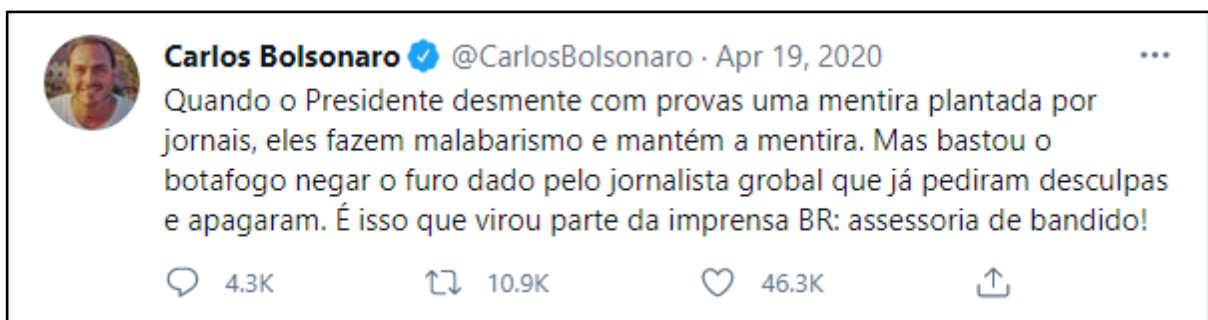 Carlos Bolsonaro @CarlosBolsonaro · Apr 19, 2020
Quando o Presidente desmente com provas uma mentira plantada por
jornais, eles fazem malabarismo e mantém a mentira. Mas bastou o
botafogo negar o furo dado pelo jornalista grobal que já pediram desculpas
e apagaram. É isso que virou parte da imprensa BR: assessoria de bandido!
4.3K 10.9K 46.3K